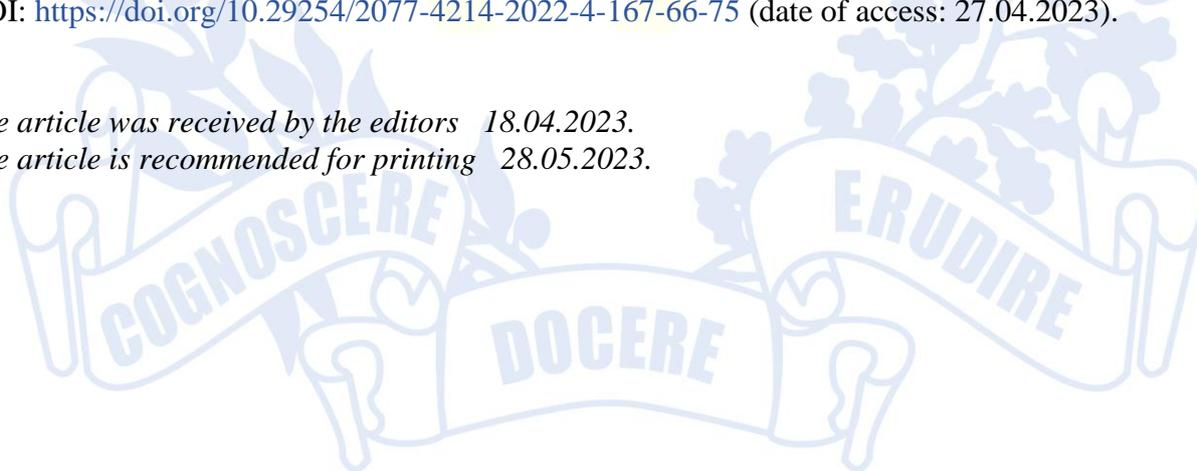 OI: https://doi.org/10.29254/2077-4214-2022-4-167-66-75 (date of access: 27.04.2023).
e article was received by the editors 18.04.2023.
e article is recommended for printing 28.05.2023.
COGNOSCERE
DOCERE
ERUDIRE